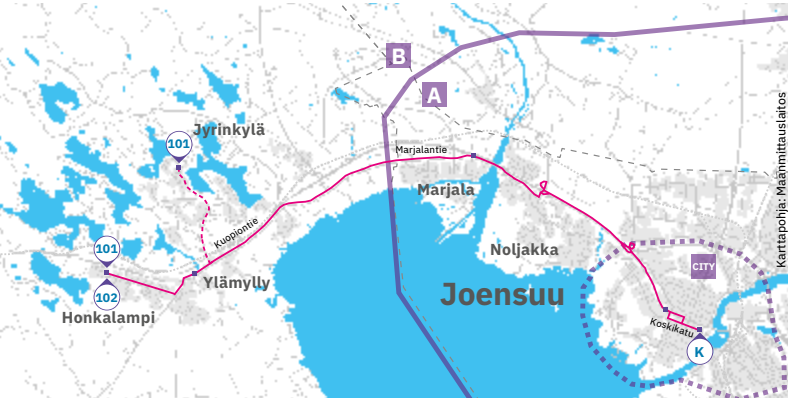 B
A
Jyrinkylä
101
Marjalantie
Marjala
Kuopiontie
Noljakka
101
CITY
Ylämylly
Joensuu
102
Honkalampi
Koskikatu
K
Karttapohja: Maanmittauslaitos